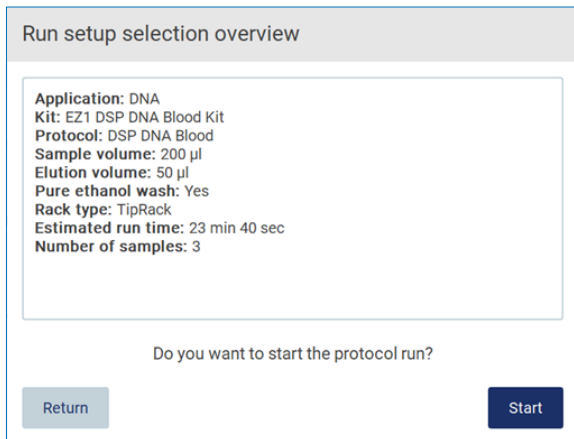 Run setup selection overview
Application: DNA
Kit: EZ1 DSP DNA Blood Kit
Protocol: DSP DNA Blood
Sample volume: 200 µl
Elution volume: 50 µl
Pure ethanol wash: Yes
Rack type: TipRack
Estimated run time: 23 min 40 sec
Number of samples: 3
Do you want to start the protocol run?
Return
Start